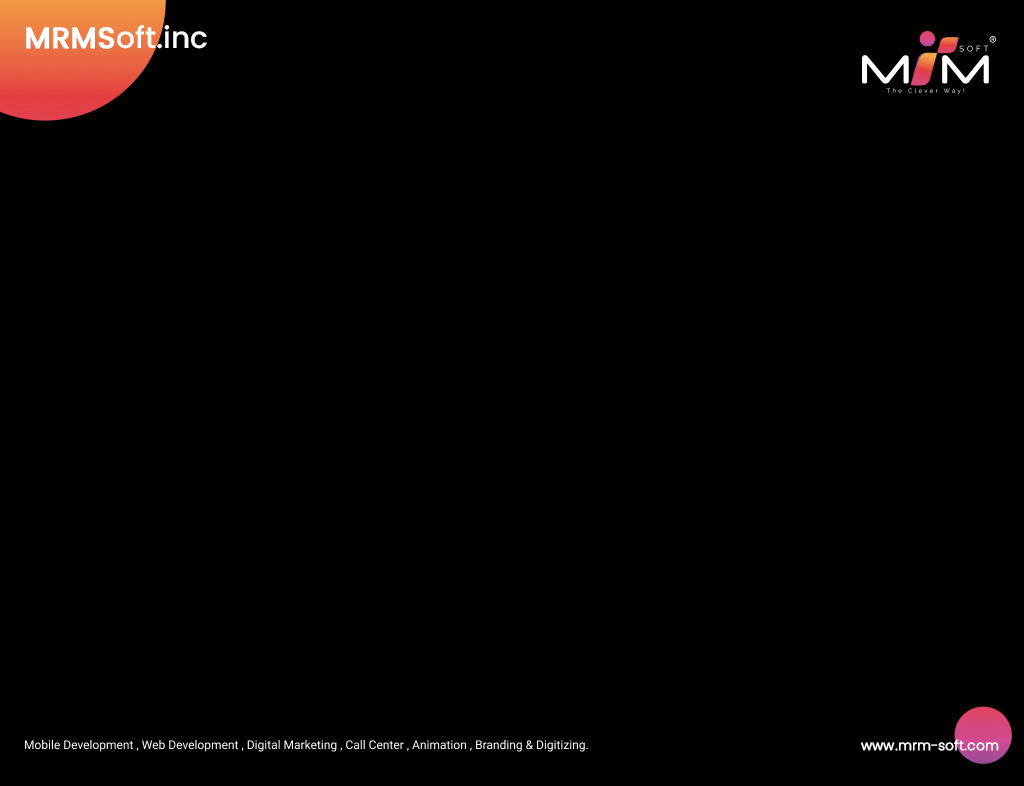 MRMSoft.inc
SOFT ®
MrM
The Clever Way!
Mobile Development , Web Development , Digital Marketing , Call Center , Animation , Branding & Digitizing.
www.mrm-soft.com